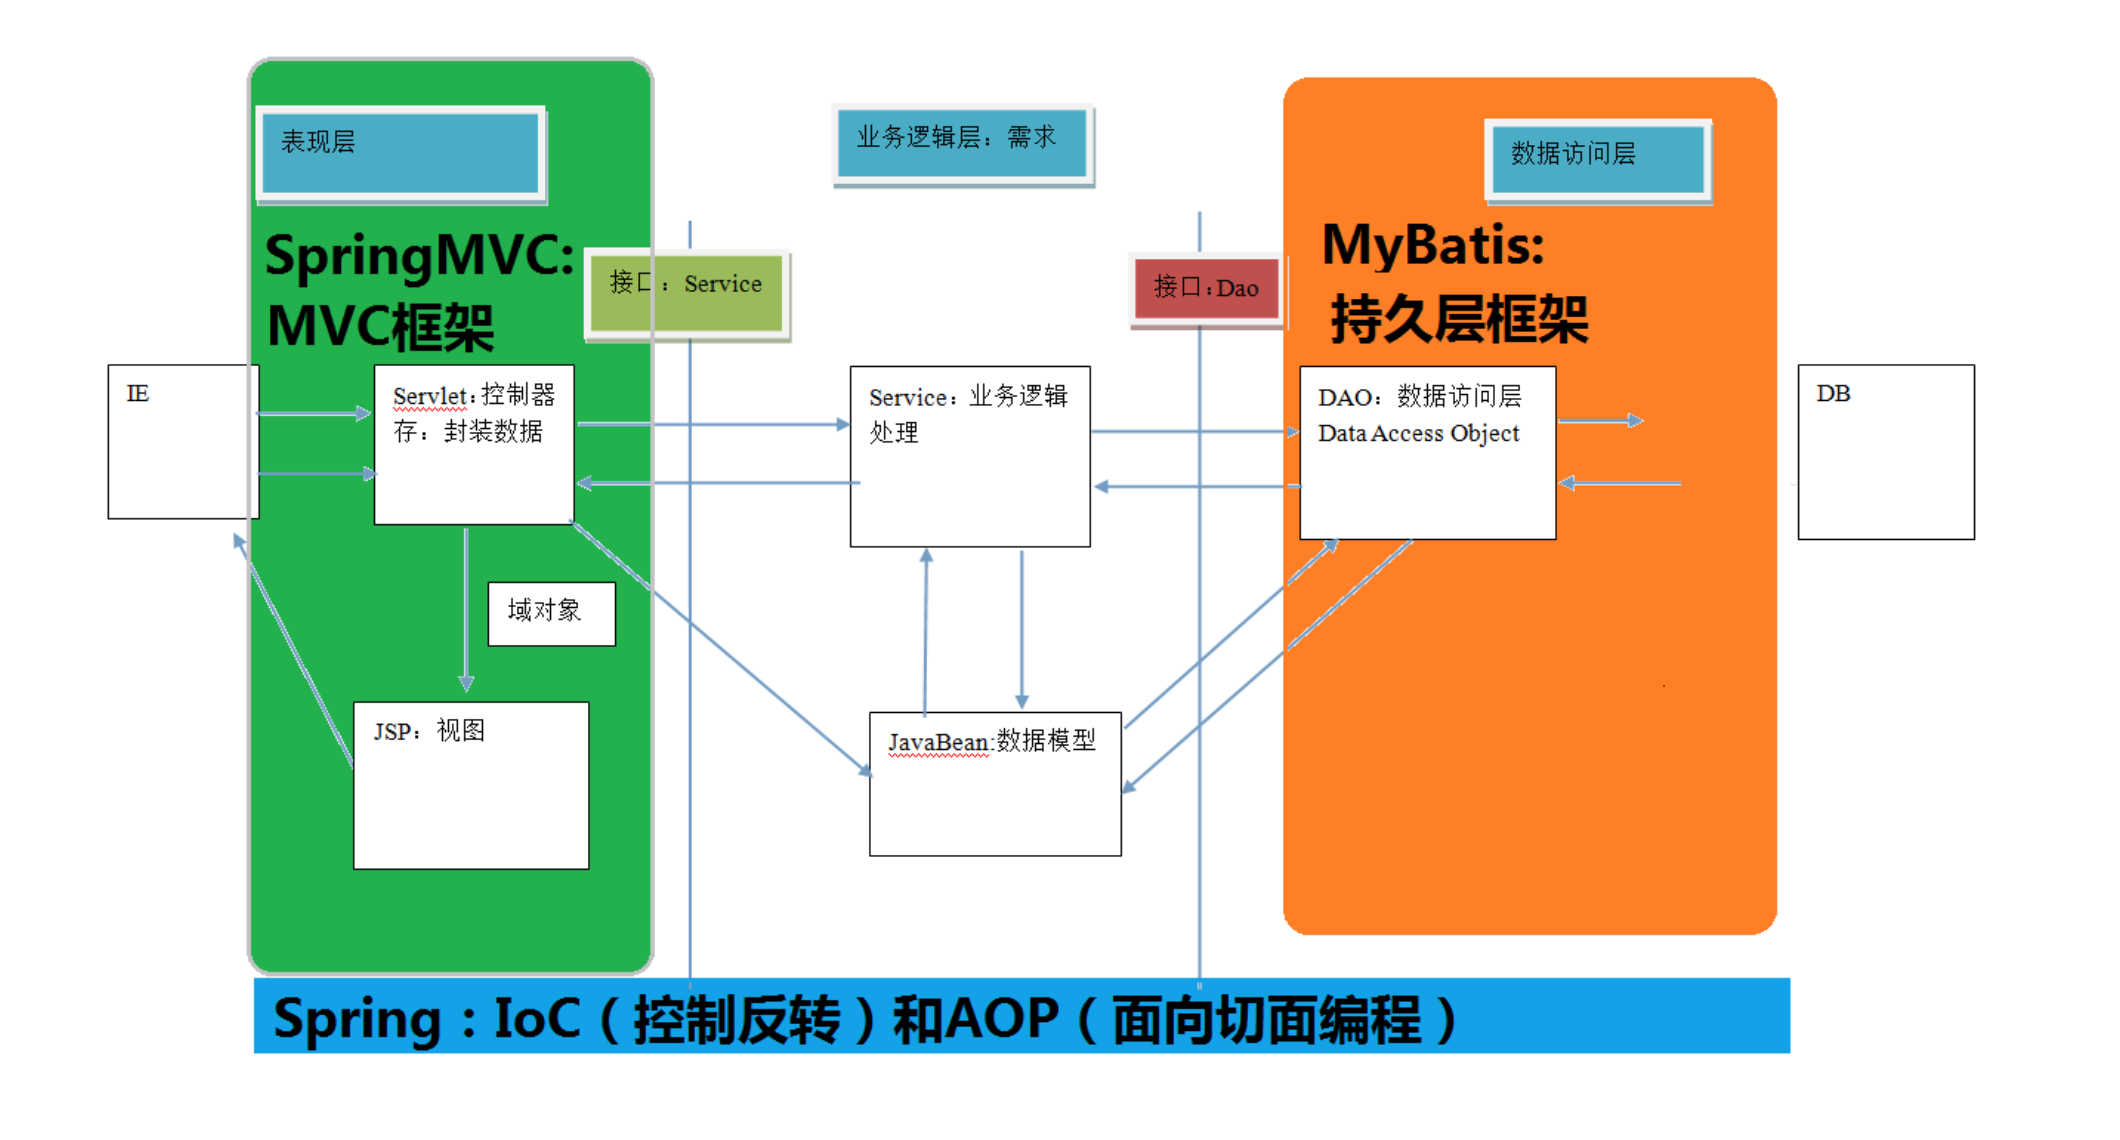 表现层
业务逻辑层：需求
数据访问层
SpringMVC:
MVC框架
接口：Service
接口:Dao
MyBatis:
持久层框架
IE
Servlet:控制器
存：封装数据
Service：业务逻辑
处理
DAO：数据访问层
Data Access Object
DB
域对象
JSP：视图
JavaBean:数据模型
Spring：IoC（控制反转）和AOP（面向切面编程）